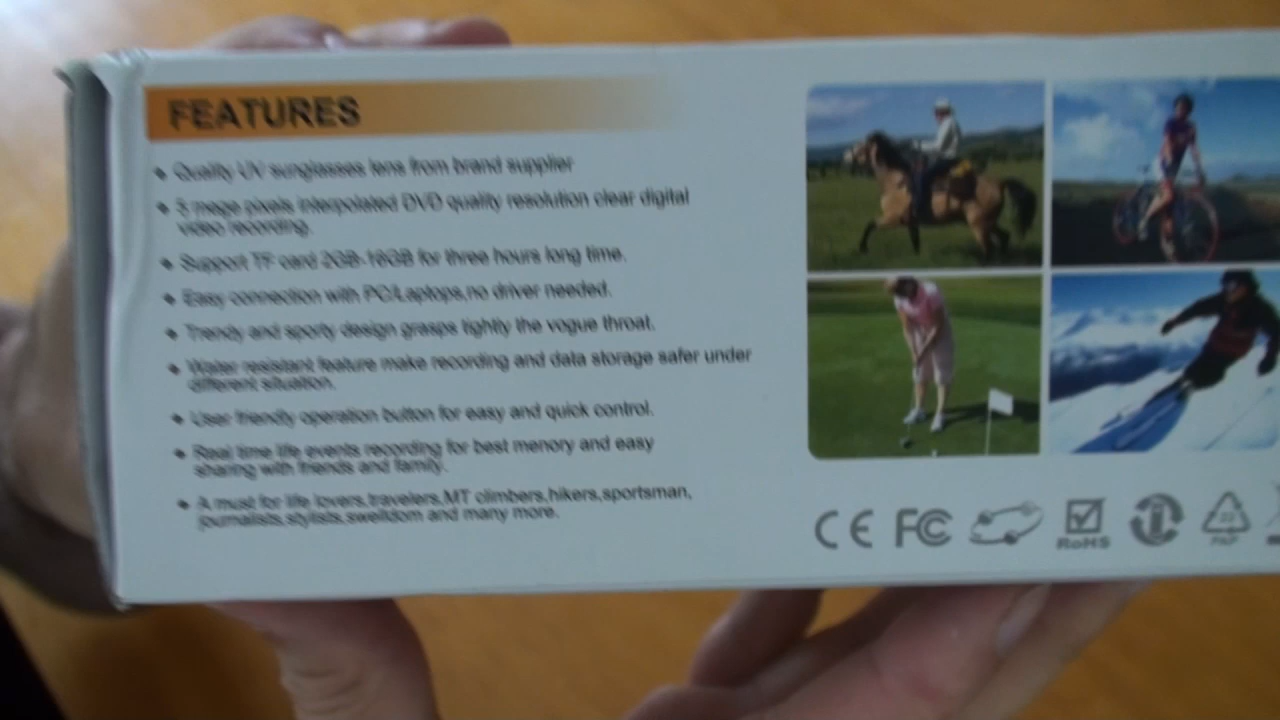 FEATURES
Quality UV sunglasses lens from brand supplier
5 mega pixels interpolated DVD quality resolution clear digital
video recording.
Support TF card 2GB-16GB for three hours long time.
Easy connection with PC/Laptops,no driver needed.
Trendy and sporty design grasps tightly the vogue throat.
Water resistant feature make recording and data storage safer under
different situation.
User friendly operation button for easy and quick control.
Real time life events recording for best menory and easy
sharing with friends and family.
A must for life lovers,travelers,MT climbers,hikers,sportsman,
journalists,stylists,swelldom and many more.
CE FC RoHS
PAP